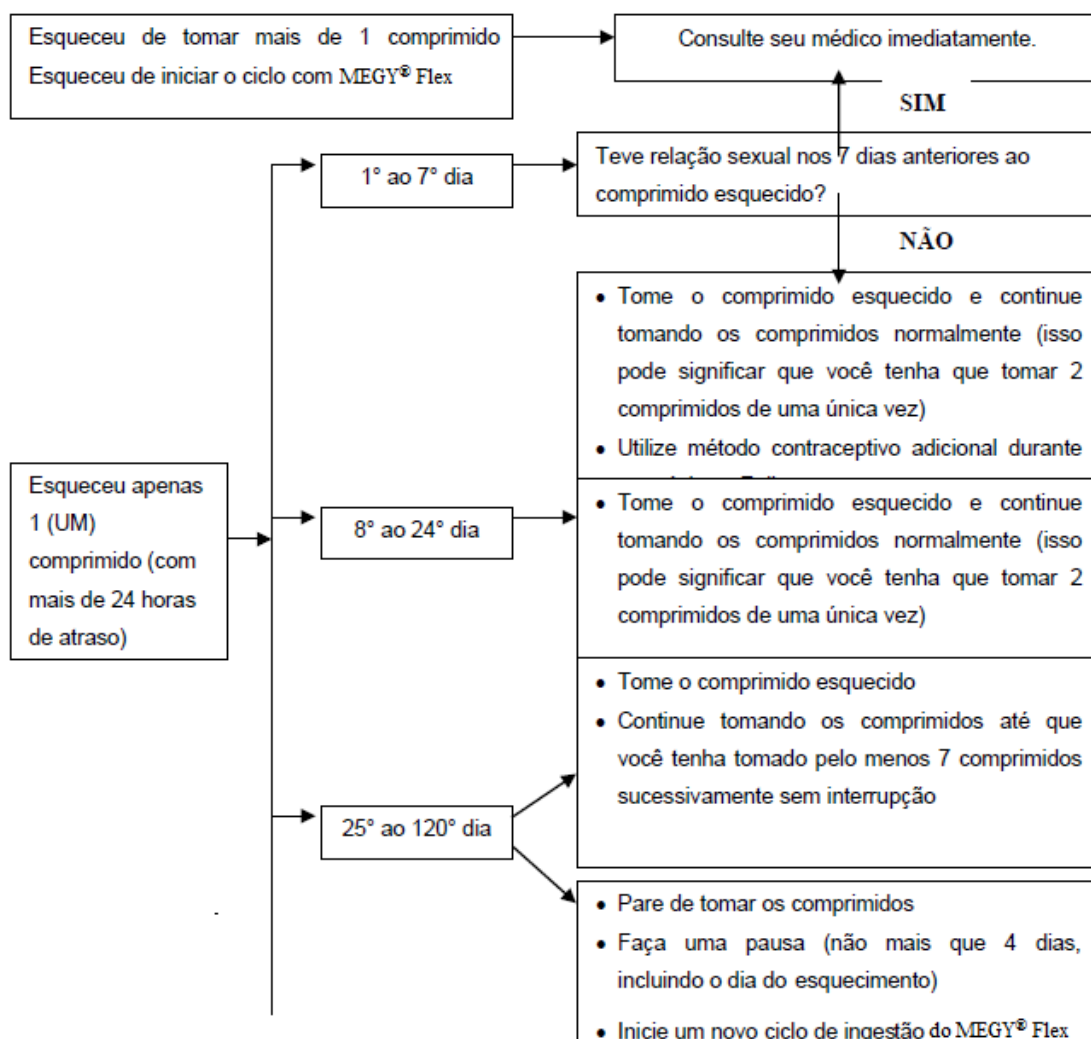 Esqueceu de tomar mais de 1 comprimido
Esqueceu de iniciar o ciclo com MEGY® Flex
Consulte seu médico imediatamente.
SIM
1° ao 7° dia
Teve relação sexual nos 7 dias anteriores ao
comprimido esquecido?
NÃO
• Tome o comprimido esquecido e continue
tomando os comprimidos normalmente (isso
pode significar que você tenha que tomar 2
comprimidos de uma única vez)
• Utilize método contraceptivo adicional durante
Esqueceu apenas
1 (UM)
comprimido (com
mais de 24 horas
de atraso)
8° ao 24° dia
• Tome o comprimido esquecido e continue
tomando os comprimidos normalmente (isso
pode significar que você tenha que tomar 2
comprimidos de uma única vez)
25° ao 120° dia
• Tome o comprimido esquecido
• Continue tomando os comprimidos até que
você tenha tomado pelo menos 7 comprimidos
sucessivamente sem interrupção
• Pare de tomar os comprimidos
• Faça uma pausa (não mais que 4 dias,
incluindo o dia do esquecimento)
• Inicie um novo ciclo de ingestão do MEGY® Flex